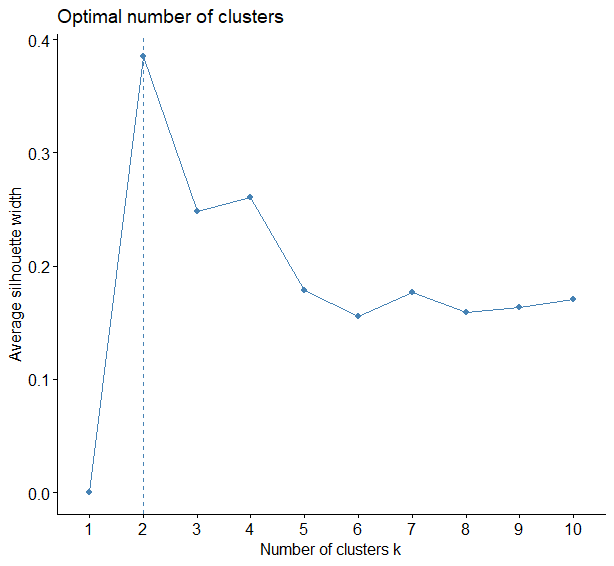 Optimal number of clusters
0.4
0.3
0.2
0.1
0.0
Average silhouette width
1 2 3 4 5 6 7 8 9 10
Number of clusters k